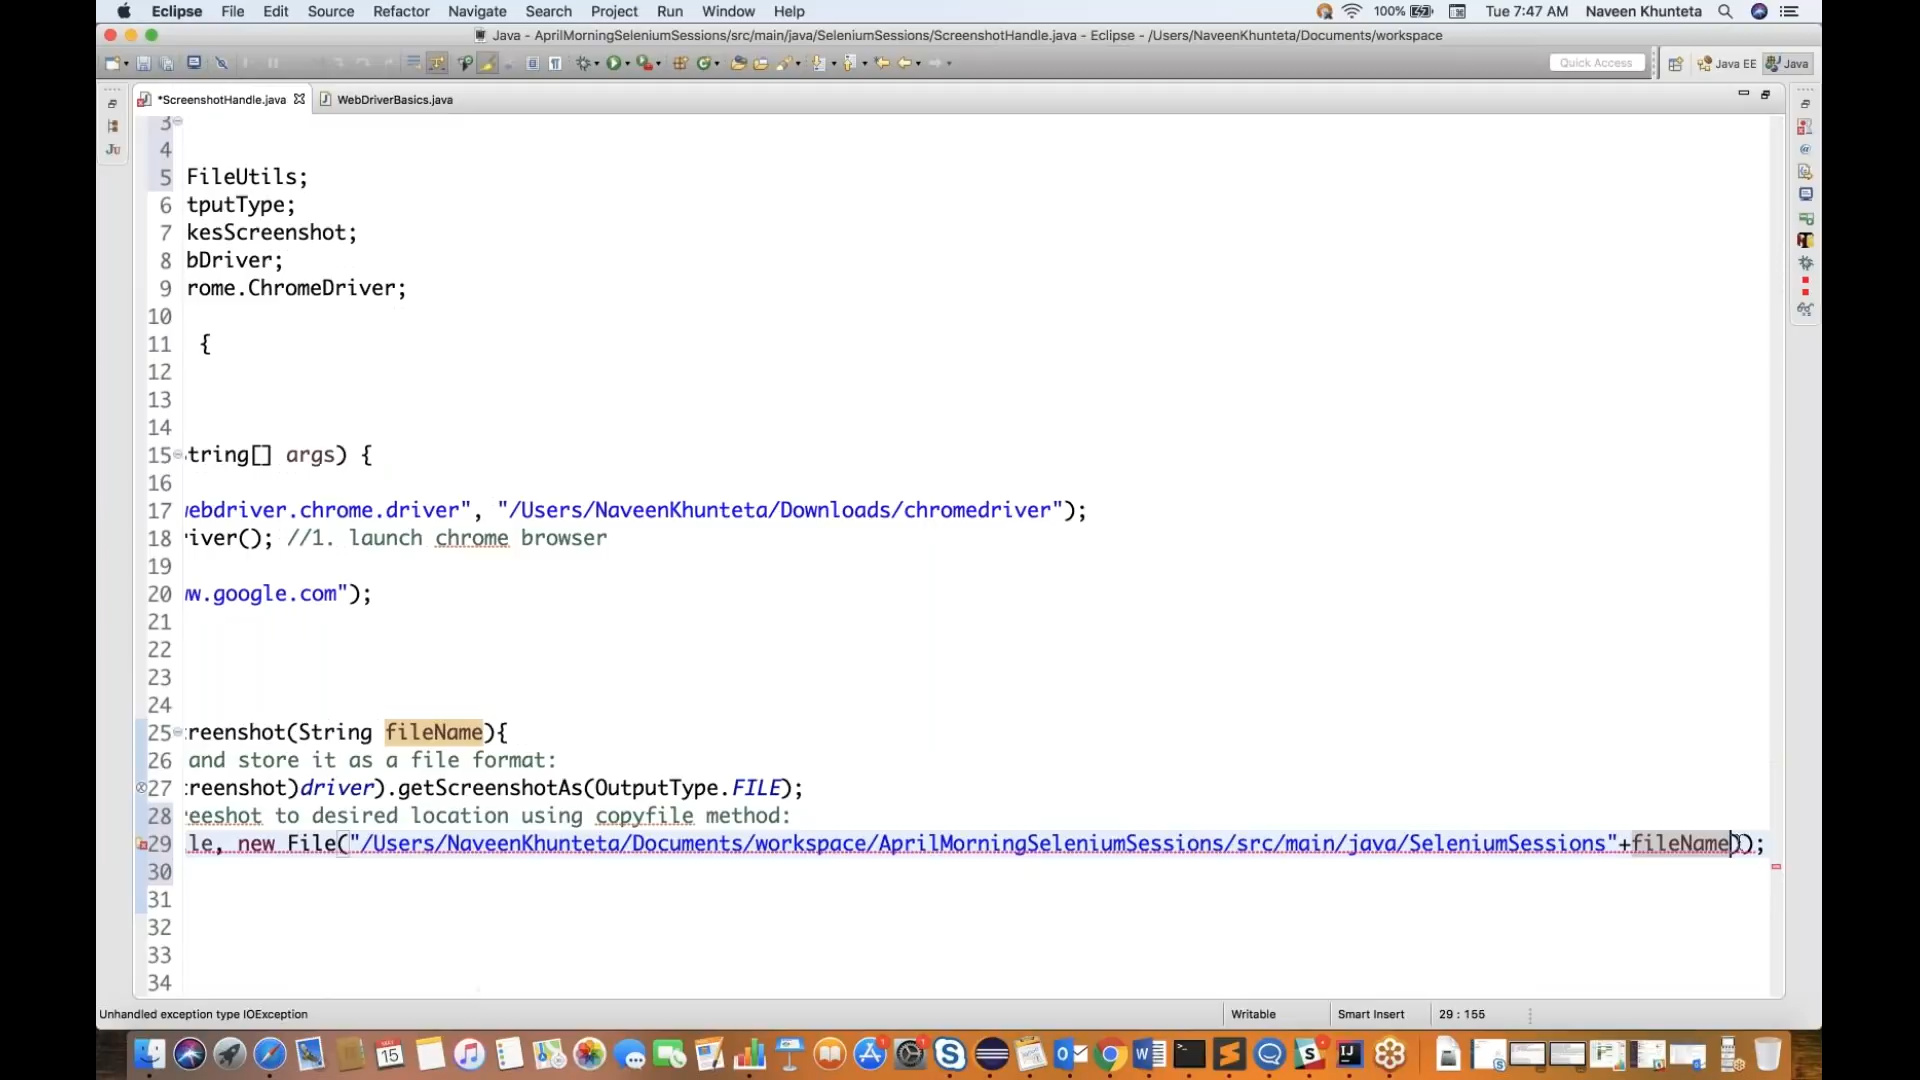 Eclipse File Edit Source Refactor Navigate Search Project Run Window Help 100% Tue 7:47 AM Naveen Khunteta
Java - AprilMorningSeleniumSessions/src/main/java/SeleniumSessions/ScreenshotHandle.java - Eclipse - /Users/NaveenKhunteta/Documents/workspace
Quick Access Java EE Java
*ScreenshotHandle.java WebDriverBasics.java
3
4
5 FileUtils;
6 tputType;
7 kesScreenshot;
8 bDriver;
9 rome.ChromeDriver;
10
11 {
12
13
14
15 tring[] args) {
16
17 webdriver.chrome.driver", "/Users/NaveenKhunteta/Downloads/chromedriver");
18 river(); //1. launch chrome browser
19
20 w.google.com");
21
22
23
24
25 creenshot(String fileName){
26 and store it as a file format:
27 creenshot)driver).getScreenshotAs(OutputType.FILE);
28 eeshot to desired location using copyfile method:
29 le, new File("/Users/NaveenKhunteta/Documents/workspace/AprilMorningSeleniumSessions/src/main/java/SeleniumSessions"+fileName));
30
31
32
33
34
Unhandled exception type IOException Writable Smart Insert 29 : 155
15